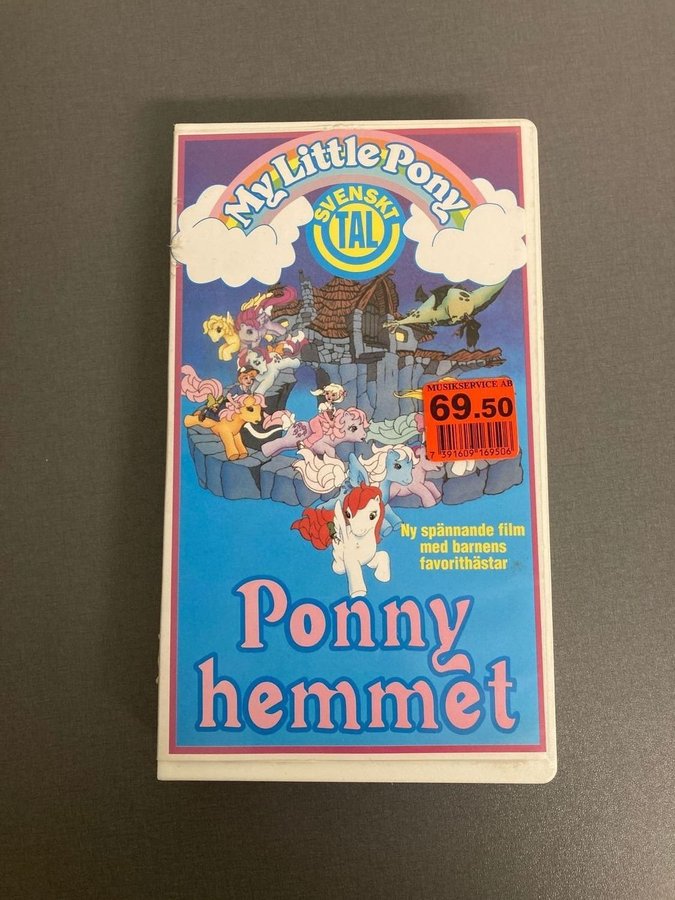 My Little Pony
SVENSKT
TAL
MUSIKSERVICE AB
69.50
7 391609 169506
Ny spännande film
med barnens
favorithästar
Ponny
hemmet